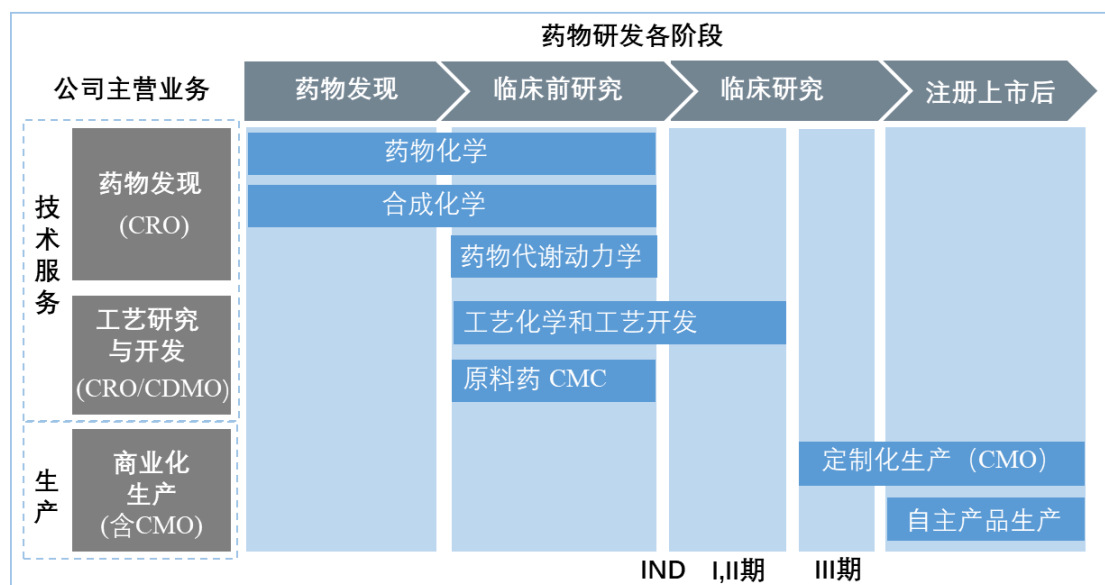 药物研发各阶段
公司主营业务
药物发现
临床前研究
临床研究
注册上市后
技
术
服
务
药物发现
(CRO)
药物化学
合成化学
药物代谢动力学
工艺研究
与开发
(CRO/CDMO)
工艺化学和工艺开发
原料药 CMC
生
产
商业化
生产
(含CMO)
定制化生产（CMO）
自主产品生产
IND
I,II期
III期